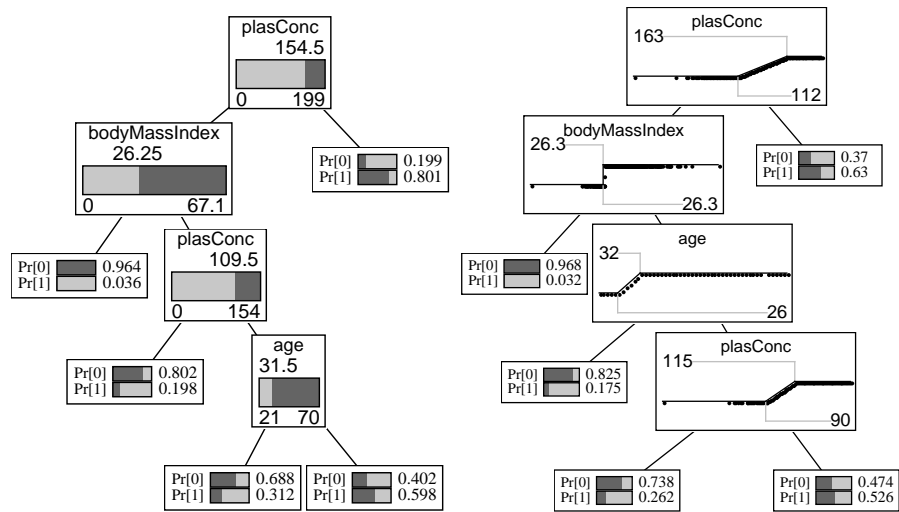 plasConc
154.5
0 199
bodyMassIndex
26.25
0 67.1
Pr[0] 0.199
Pr[1] 0.801
Pr[0] 0.964
Pr[1] 0.036
plasConc
109.5
0 154
Pr[0] 0.802
Pr[1] 0.198
age
31.5
21 70
Pr[0] 0.688
Pr[1] 0.312
Pr[0] 0.402
Pr[1] 0.598
plasConc
163
112
bodyMassIndex
26.3
26.3
Pr[0] 0.37
Pr[1] 0.63
Pr[0] 0.968
Pr[1] 0.032
age
32
26
Pr[0] 0.825
Pr[1] 0.175
plasConc
115
90
Pr[0] 0.738
Pr[1] 0.262
Pr[0] 0.474
Pr[1] 0.526